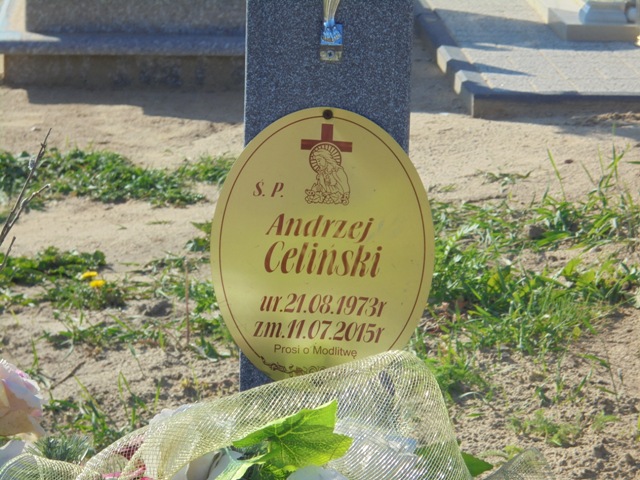 Ś. P.
Andrzej
Celiński
ur.21.08.1973r
zm.11.07.2015r
Prosi o Modlitwę